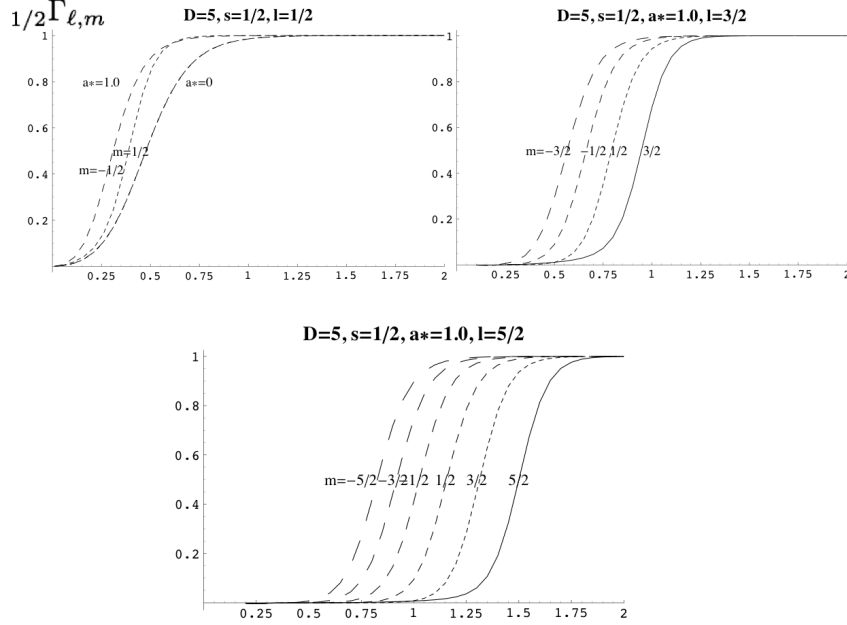 1/2Γℓ,m
D=5, s=1/2, l=1/2
1
0.8
0.6
0.4
0.2
a*=1.0
a*=0
m=1/2
m=-1/2
0.25 0.5 0.75 1 1.25 1.5 1.75 2
D=5, s=1/2, a*=1.0, l=3/2
1
0.8
0.6
0.4
0.2
m=-3/2 -1/2 1/2 3/2
0.25 0.5 0.75 1 1.25 1.5 1.75 2
D=5, s=1/2, a*=1.0, l=5/2
1
0.8
0.6
0.4
0.2
m=-5/2 -3/2 -1/2 1/2 3/2 5/2
0.25 0.5 0.75 1 1.25 1.5 1.75 2